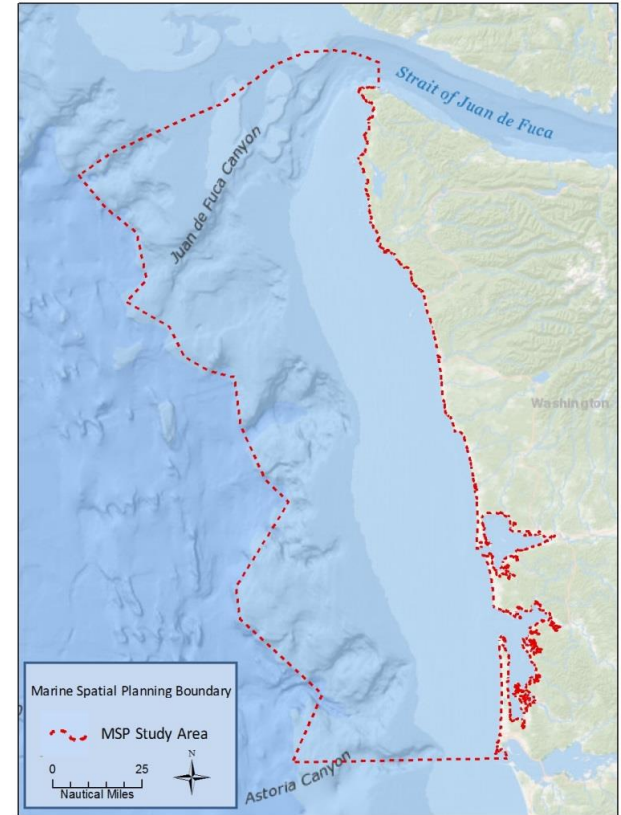 Strait of Juan de Fuca
Juan de Fuca Canyon
Washington
Astoria Canyon
Marine Spatial Planning Boundary
MSP Study Area
N
0 25
Nautical Miles